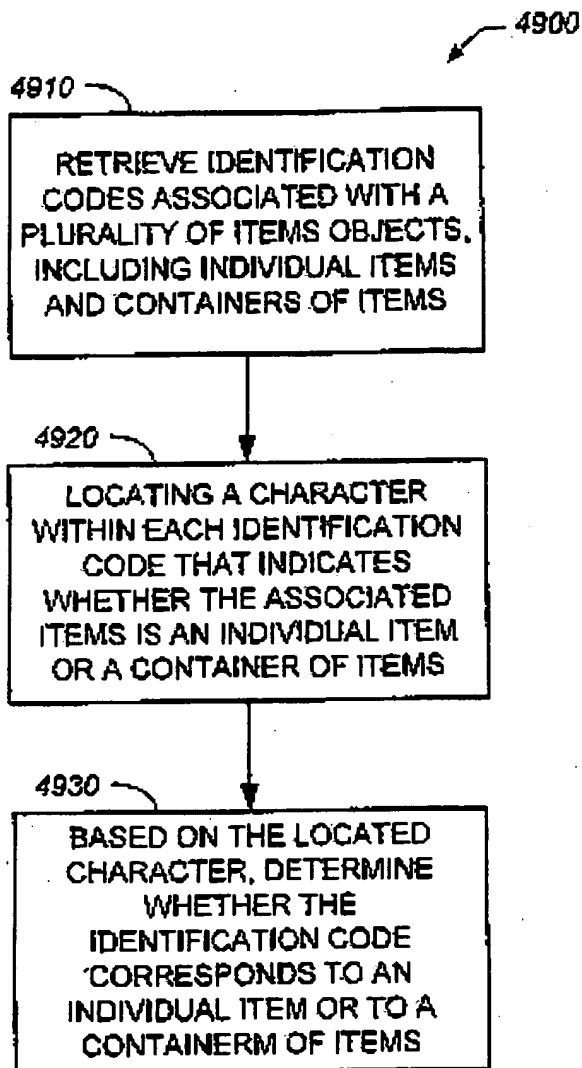 4900
4910
RETRIEVE IDENTIFICATION
CODES ASSOCIATED WITH A
PLURALITY OF ITEMS OBJECTS,
INCLUDING INDIVIDUAL ITEMS
AND CONTAINERS OF ITEMS
4920
LOCATING A CHARACTER
WITHIN EACH IDENTIFICATION
CODE THAT INDICATES
WHETHER THE ASSOCIATED
ITEMS IS AN INDIVIDUAL ITEM
OR A CONTAINER OF ITEMS
4930
BASED ON THE LOCATED
CHARACTER, DETERMINE
WHETHER THE
IDENTIFICATION CODE
CORRESPONDS TO AN
INDIVIDUAL ITEM OR TO A
CONTAINERM OF ITEMS